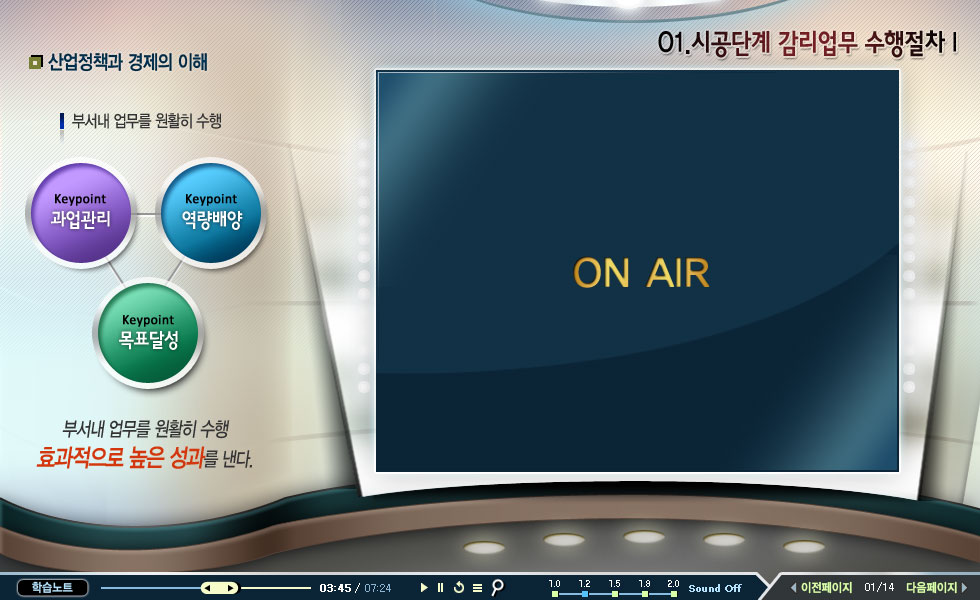 01.시공단계 감리업무 수행절차 I
산업정책과 경제의 이해
부서내 업무를 원활히 수행
Keypoint
과업관리
Keypoint
역량배양
Keypoint
목표달성
부서내 업무를 원활히 수행
효과적으로 높은 성과를 낸다.
ON AIR
학습노트
03:45 / 07:24
1.0 1.2 1.5 1.8 2.0
Sound Off
이전페이지 01/14 다음페이지